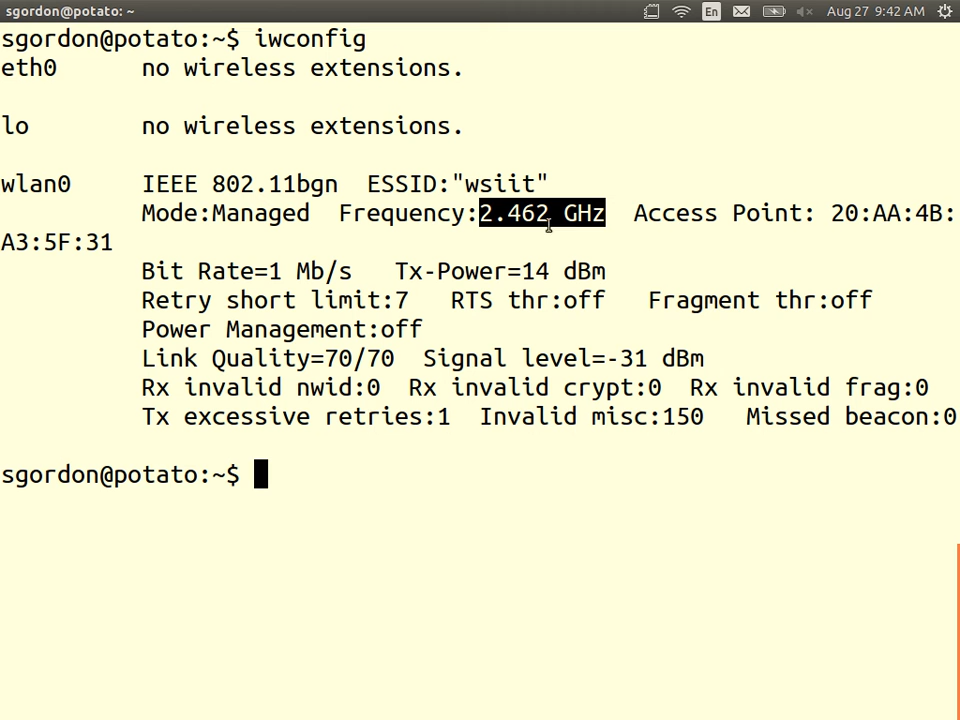 sgordon@potato: ~
En
Aug 27 9:42 AM
sgordon@potato:~$ iwconfig
eth0 no wireless extensions.
lo no wireless extensions.
wlan0 IEEE 802.11bgn ESSID:"wsiit"
Mode:Managed Frequency:2.462 GHz Access Point: 20:AA:4B:
A3:5F:31
Bit Rate=1 Mb/s Tx-Power=14 dBm
Retry short limit:7 RTS thr:off Fragment thr:off
Power Management:off
Link Quality=70/70 Signal level=-31 dBm
Rx invalid nwid:0 Rx invalid crypt:0 Rx invalid frag:0
Tx excessive retries:1 Invalid misc:150 Missed beacon:0
sgordon@potato:~$